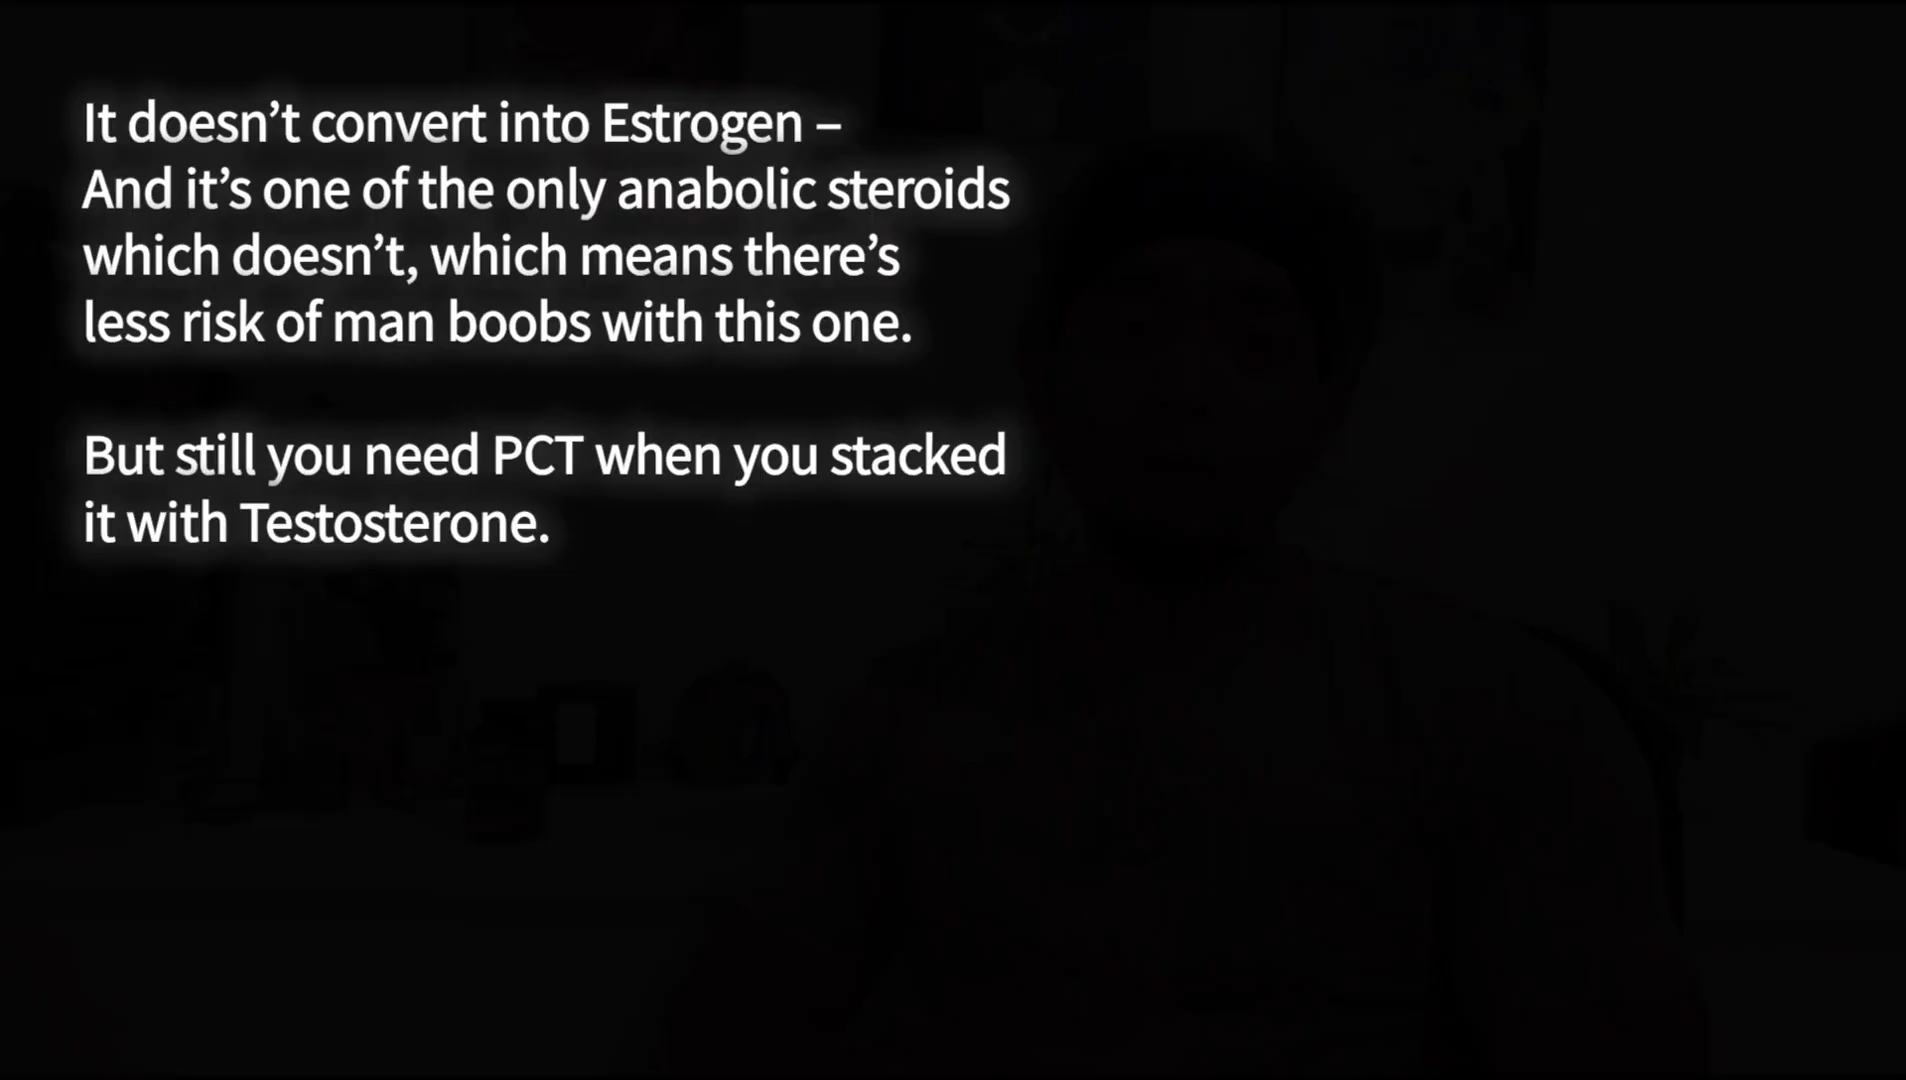 It doesn’t convert into Estrogen –
And it’s one of the only anabolic steroids
which doesn’t, which means there’s
less risk of man boobs with this one.
But still you need PCT when you stacked
it with Testosterone.